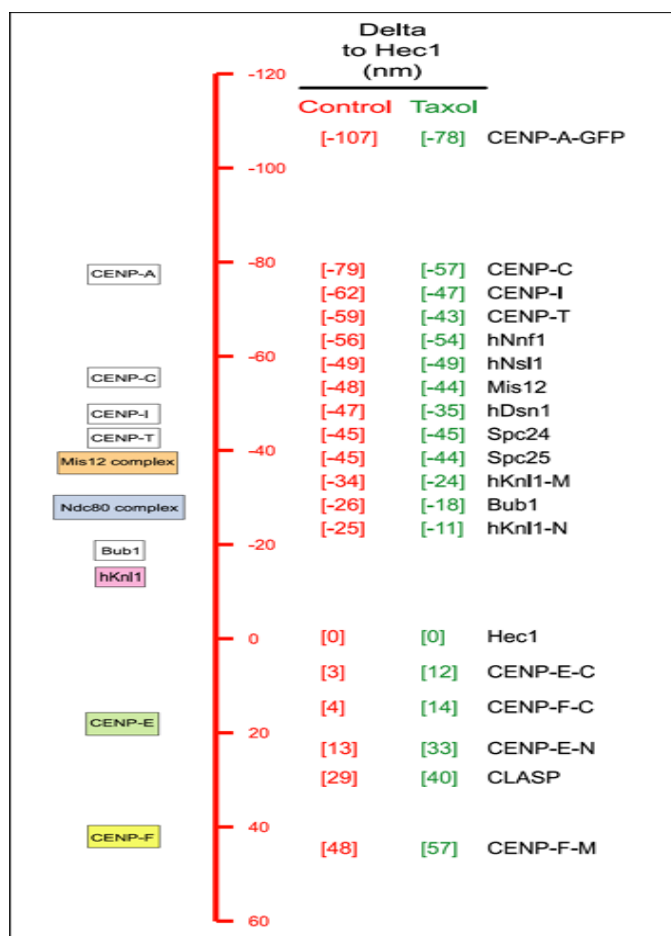 Delta
to Hec1
(nm)
Control Taxol
-120
[-107] [-78] CENP-A-GFP
-100
-80
CENP-A
[-79] [-57] CENP-C
[-62] [-47] CENP-I
[-59] [-43] CENP-T
[-56] [-54] hNnf1
-60
[-49] [-49] hNsl1
CENP-C
[-48] [-44] Mis12
CENP-I
[-47] [-35] hDsn1
CENP-T
[-45] [-45] Spc24
-40
Mis12 complex
[-45] [-44] Spc25
[-34] [-24] hKnl1-M
Ndc80 complex
[-26] [-18] Bub1
[-25] [-11] hKnl1-N
-20
Bub1
hKnl1
0
[0] [0] Hec1
[3] [12] CENP-E-C
[4] [14] CENP-F-C
CENP-E
20
[13] [33] CENP-E-N
[29] [40] CLASP
40
CENP-F
[48] [57] CENP-F-M
60